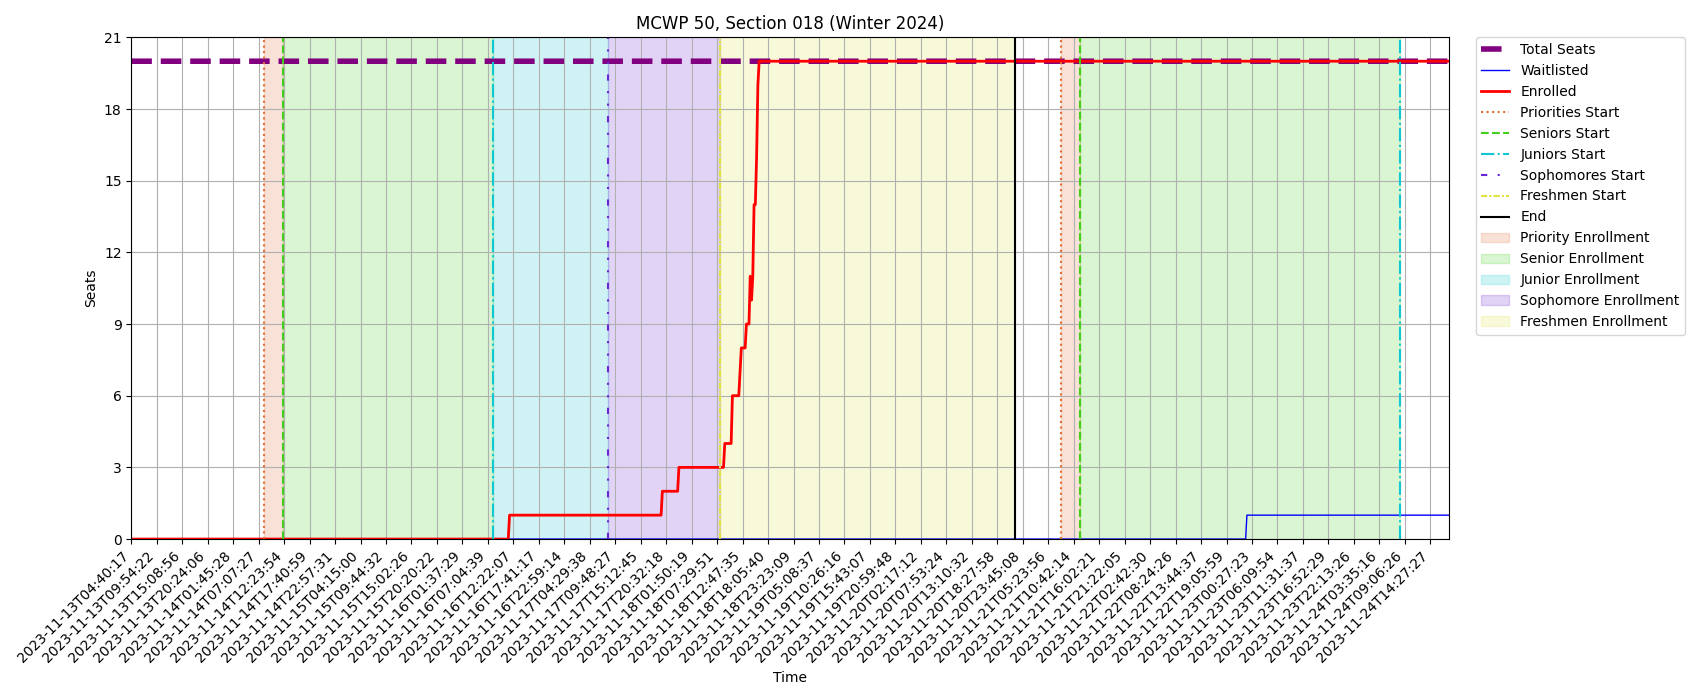 MCWP 50, Section 018 (Winter 2024)
21
18
15
12
9
6
3
0
Seats
2023-11-13T04:40:17
2023-11-13T09:54:22
2023-11-13T15:08:56
2023-11-13T20:24:06
2023-11-14T01:45:28
2023-11-14T07:07:27
2023-11-14T12:23:54
2023-11-14T17:40:59
2023-11-14T22:57:31
2023-11-15T04:15:00
2023-11-15T09:44:32
2023-11-15T15:02:26
2023-11-15T20:20:22
2023-11-16T01:37:29
2023-11-16T07:04:39
2023-11-16T12:22:07
2023-11-16T17:41:17
2023-11-16T22:59:14
2023-11-17T04:29:38
2023-11-17T09:48:27
2023-11-17T15:12:45
2023-11-17T20:32:18
2023-11-18T01:50:19
2023-11-18T07:29:51
2023-11-18T12:47:35
2023-11-18T18:05:40
2023-11-18T23:23:09
2023-11-19T05:08:37
2023-11-19T10:26:16
2023-11-19T15:43:07
2023-11-19T20:59:48
2023-11-20T02:17:12
2023-11-20T07:53:24
2023-11-20T13:10:32
2023-11-20T18:27:58
2023-11-20T23:45:08
2023-11-21T05:23:56
2023-11-21T10:42:14
2023-11-21T16:02:21
2023-11-21T21:22:05
2023-11-22T02:42:30
2023-11-22T08:24:26
2023-11-22T13:44:37
2023-11-22T19:05:59
2023-11-23T00:27:23
2023-11-23T06:09:54
2023-11-23T11:31:37
2023-11-23T16:52:29
2023-11-23T22:13:26
2023-11-24T03:35:16
2023-11-24T09:06:26
2023-11-24T14:27:27
Time
Total Seats
Waitlisted
Enrolled
Priorities Start
Seniors Start
Juniors Start
Sophomores Start
Freshmen Start
End
Priority Enrollment
Senior Enrollment
Junior Enrollment
Sophomore Enrollment
Freshmen Enrollment